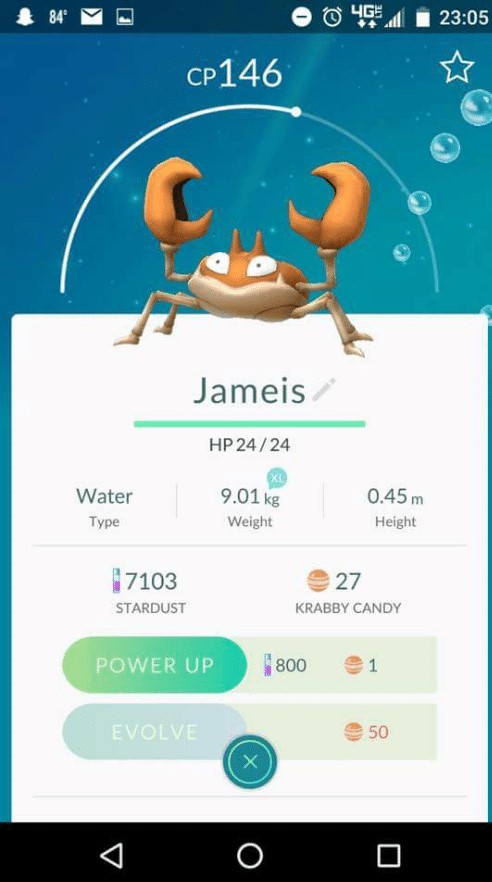 84° 4G LTE 23:05
CP146
Jameis
HP 24 / 24
XL
Water 9.01 kg 0.45 m
Type Weight Height
7103 27
STARDUST KRABBY CANDY
POWER UP 800 1
EVOLVE 50